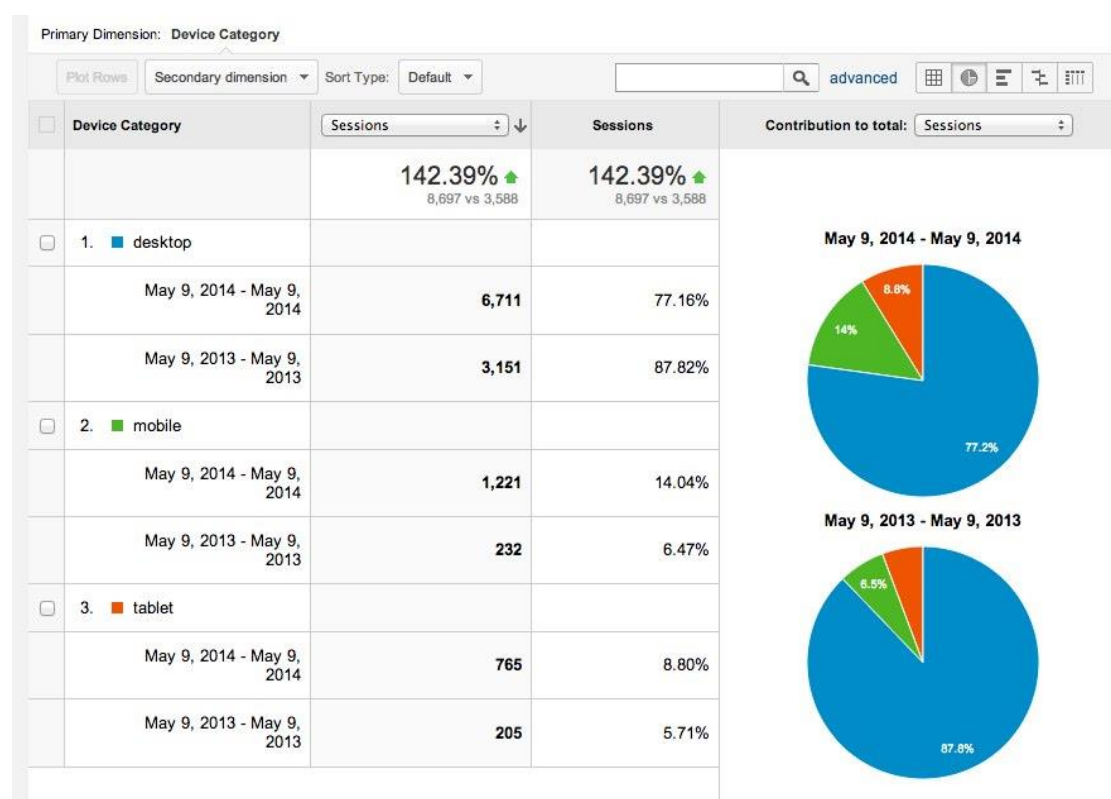 Primary Dimension: Device Category
Plot Rows Secondary dimension Sort Type: Default advanced
Device Category Sessions Sessions Contribution to total: Sessions
142.39% 142.39%
8,697 vs 3,588 8,697 vs 3,588
1. desktop
May 9, 2014 - May 9,
2014 6,711 77.16%
May 9, 2013 - May 9,
2013 3,151 87.82%
2. mobile
May 9, 2014 - May 9,
2014 1,221 14.04%
May 9, 2013 - May 9,
2013 232 6.47%
3. tablet
May 9, 2014 - May 9,
2014 765 8.80%
May 9, 2013 - May 9,
2013 205 5.71%
May 9, 2014 - May 9, 2014
8.8%
14%
77.2%
May 9, 2013 - May 9, 2013
6.5%
87.8%